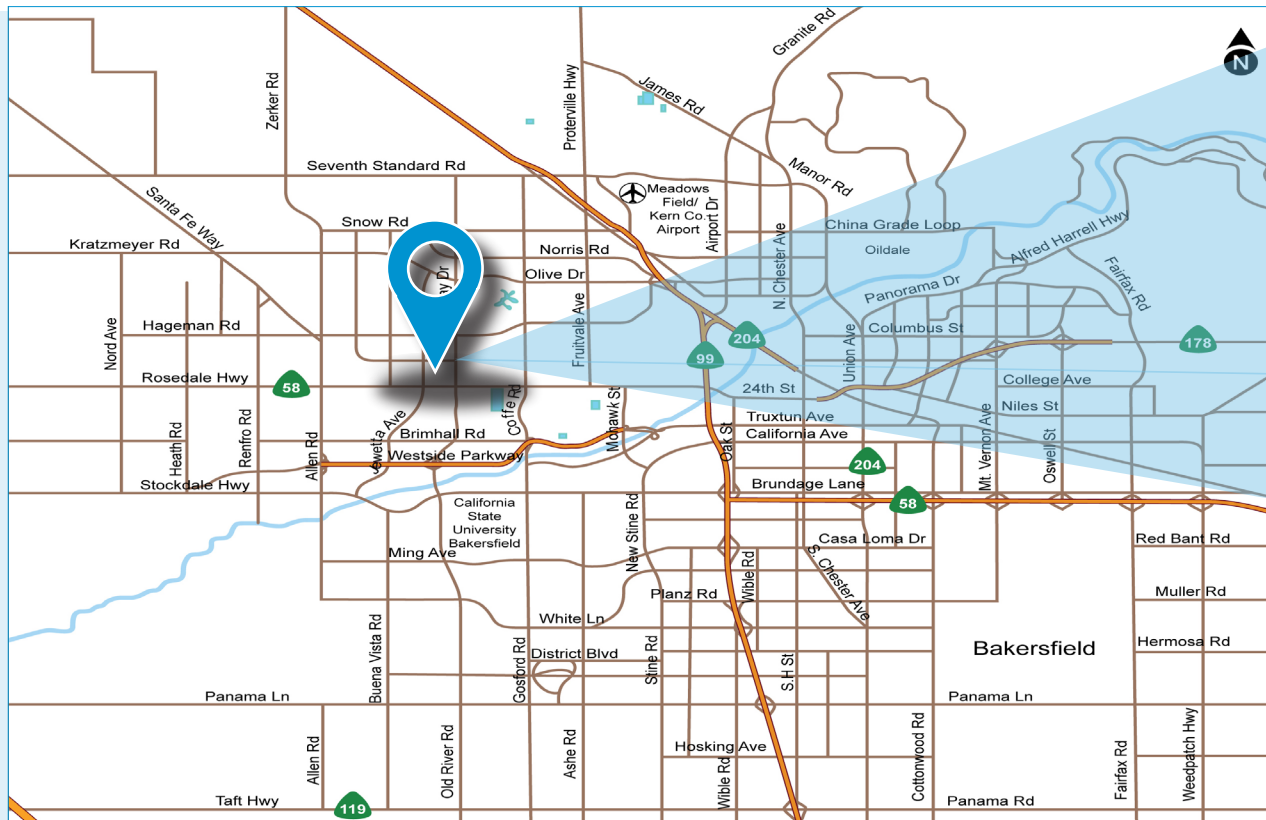 Granite Rd
N
Zerker Rd
Proterville Hwy
James Rd
Seventh Standard Rd
Manor Rd
Meadows
Field/
Kern Co.
Airport
Airport Dr
Santa Fe Way
Snow Rd
N. Chester Ave
China Grade Loop
Alfred Harrell Hwy
Kratzmeyer Rd
Norris Rd
Oildale
Olive Dr
Fairfax Rd
Panorama Dr
Nord Ave
Hageman Rd
Fruitvale Ave
Columbus St
204
178
99
Union Ave
Rosedale Hwy
58
24th St
College Ave
Niles St
Coffe Rd
Mohawk St
Truxtun Ave
California Ave
Oak St
Jewetta Ave
Brimhall Rd
Westside Parkway
Heath Rd
Renfro Rd
Allen Rd
204
Mt. Vernon Ave
Oswell St
Stockdale Hwy
Brundage Lane
58
California
State
University
Bakersfield
New Stine Rd
Casa Loma Dr
Red Bant Rd
Ming Ave
S. Chester Ave
Wible Rd
Planz Rd
Muller Rd
White Ln
Bakersfield
Hermosa Rd
Buena Vista Rd
Gosford Rd
District Blvd
Stine Rd
S.H St
Panama Ln
Panama Ln
Allen Rd
Old River Rd
Ashe Rd
Hosking Ave
Wible Rd
Cottonwood Rd
Fairfax Rd
Weedpatch Hwy
Taft Hwy
119
Panama Rd